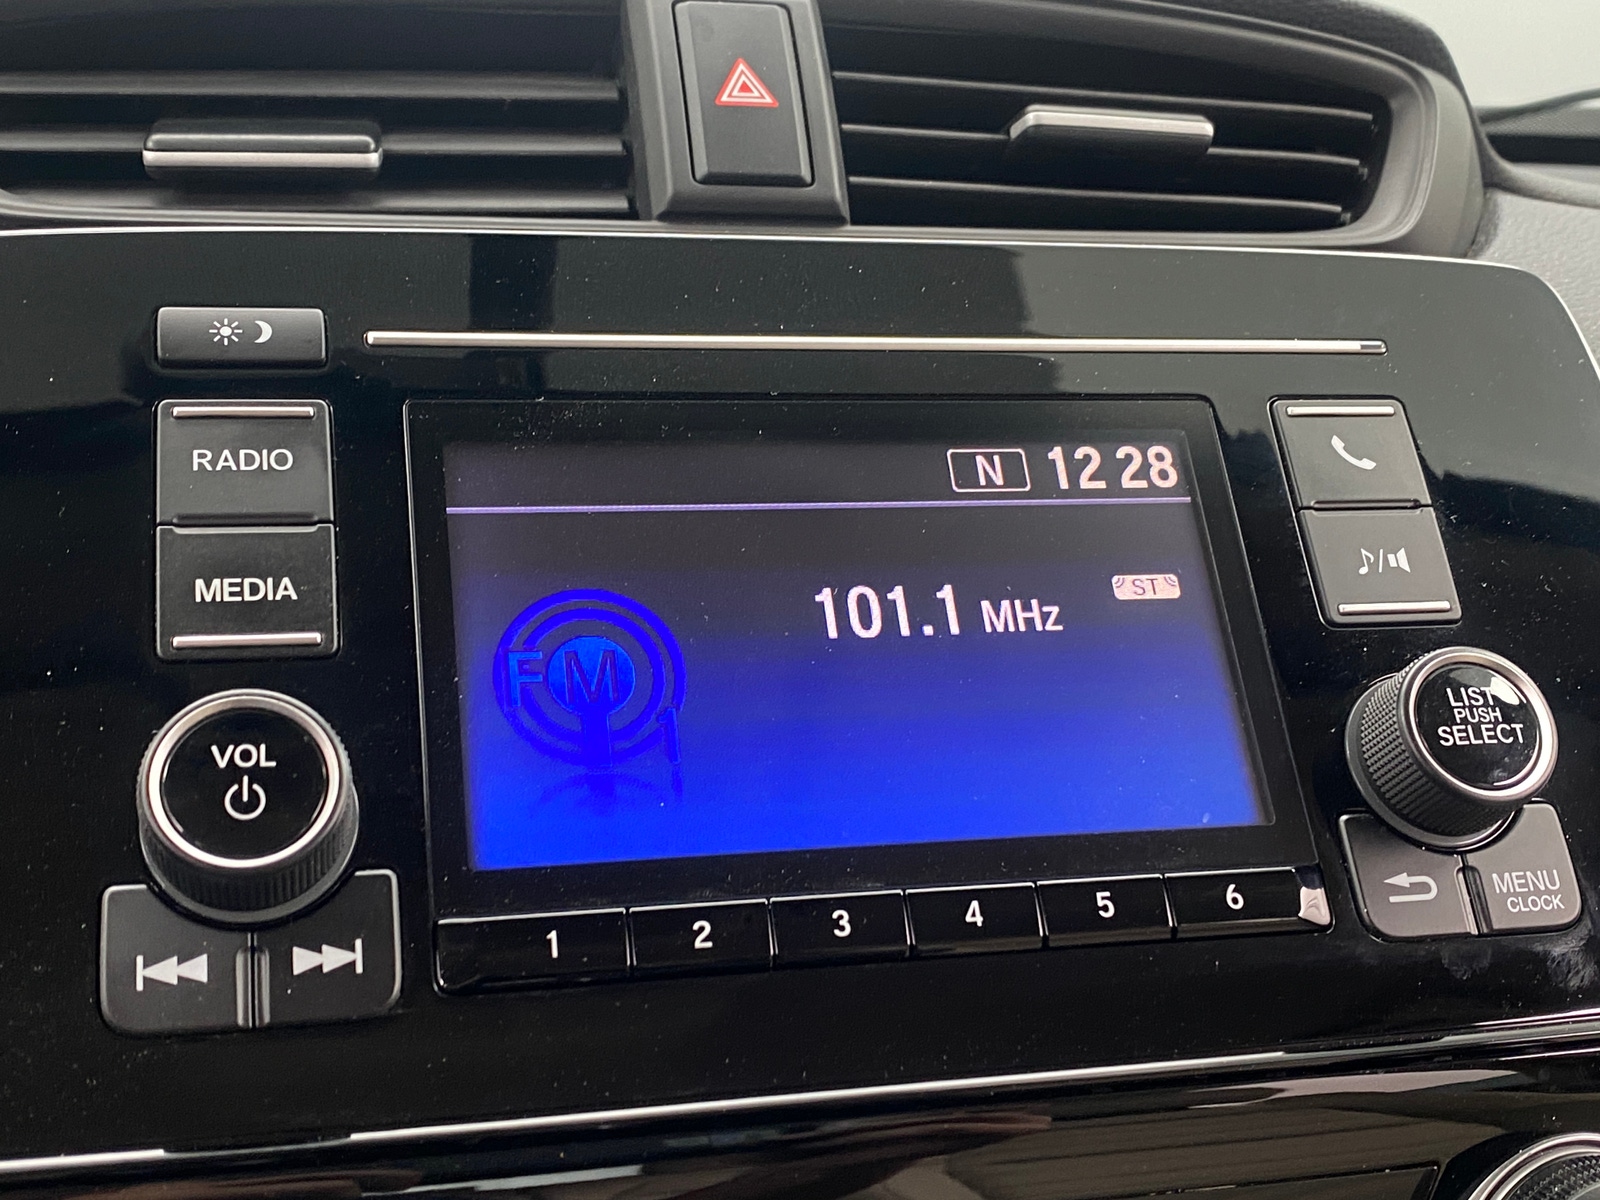 RADIO
MEDIA
VOL
N 12 28
101.1 MHz
ST
FM
1
LIST
PUSH
SELECT
MENU
CLOCK
1 2 3 4 5 6